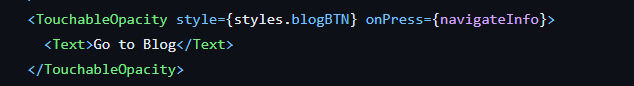 <TouchableOpacity style={styles.blogBTN} onPress={navigateInfo}>
<Text>Go to Blog</Text>
</TouchableOpacity>